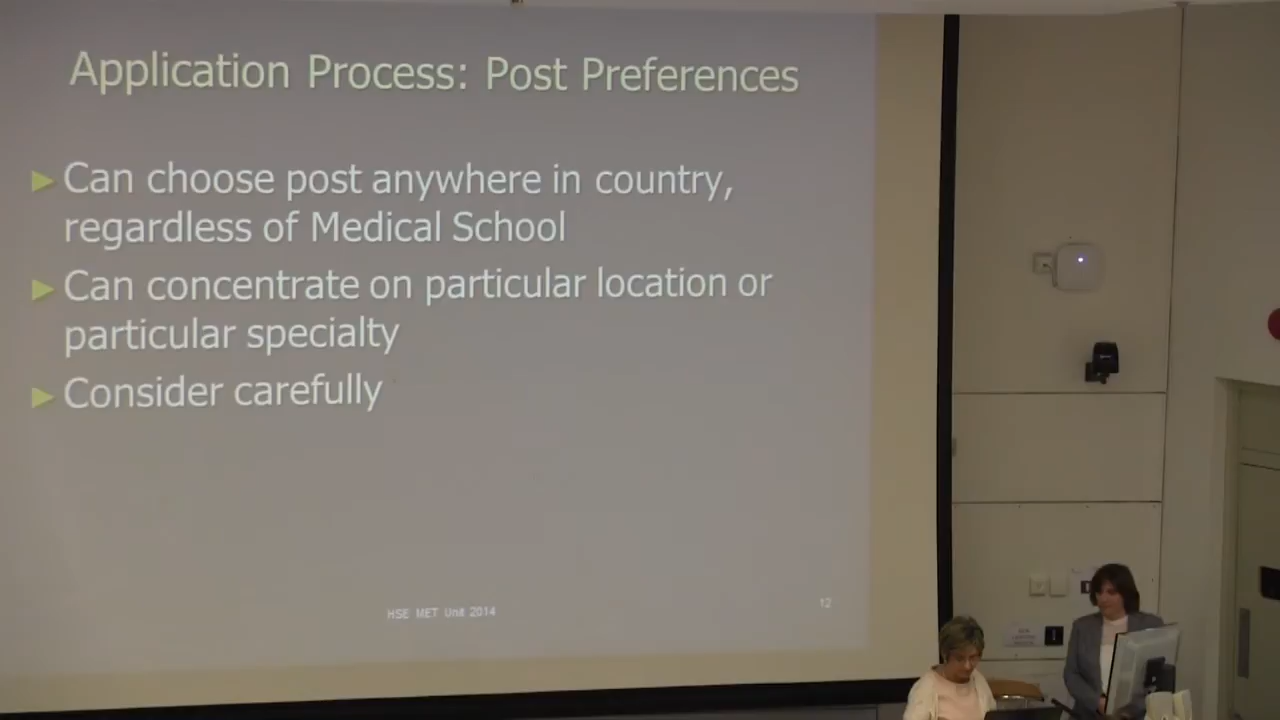 Application Process: Post Preferences
Can choose post anywhere in country,
regardless of Medical School
Can concentrate on particular location or
particular specialty
Consider carefully
HSE MET Unit 2014
12